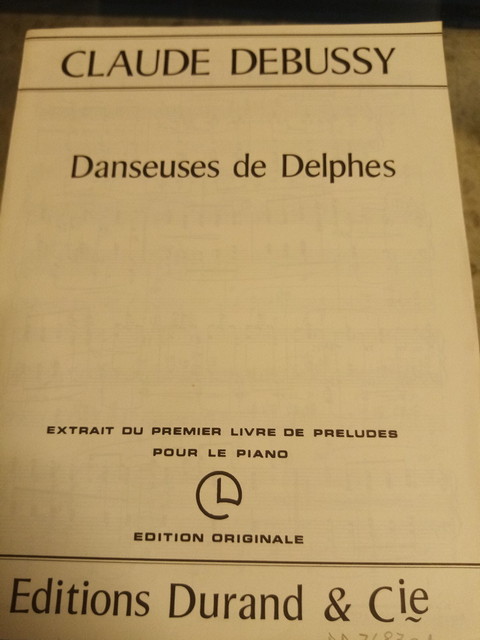 CLAUDE DEBUSSY
Danseuses de Delphes
EXTRAIT DU PREMIER LIVRE DE PRELUDES
POUR LE PIANO
EDITION ORIGINALE
Editions Durand & Cie